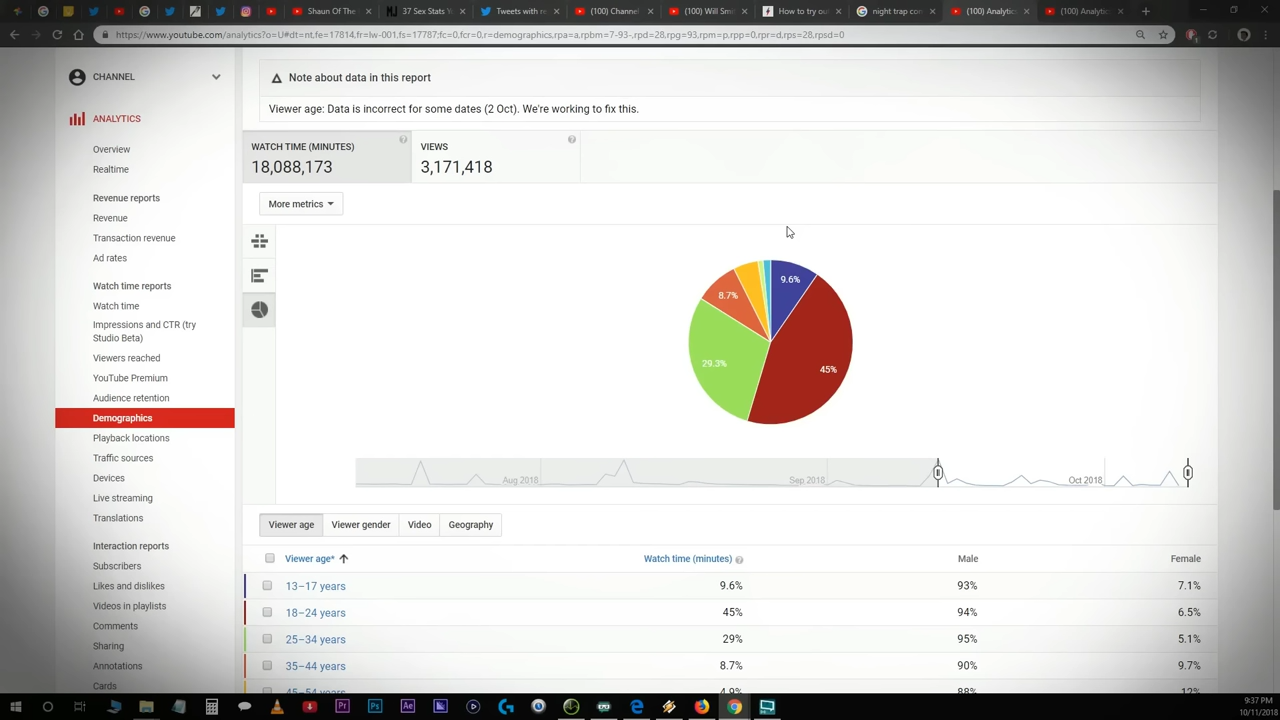 Shaun Of The
37 Sex Stats Y
Tweets with re
(100) Channel
(100) Will Smi
How to try ou
night trap con
(100) Analytic
(100) Analytic
https://www.youtube.com/analytics?o=U#dt=nt,fe=17814,fr=lw-001,fs=17787;fc=0,fcr=0,r=demographics,rpa=a,rpbm=7-93-,rpd=28,rpg=93,rpm=p,rpp=0,rpr=d,rps=28,rpsd=0
CHANNEL
ANALYTICS
Overview
Realtime
Revenue reports
Revenue
Transaction revenue
Ad rates
Watch time reports
Watch time
Impressions and CTR (try
Studio Beta)
Viewers reached
YouTube Premium
Audience retention
Demographics
Playback locations
Traffic sources
Devices
Live streaming
Translations
Interaction reports
Subscribers
Likes and dislikes
Videos in playlists
Comments
Sharing
Annotations
Cards
Note about data in this report
Viewer age: Data is incorrect for some dates (2 Oct). We're working to fix this.
WATCH TIME (MINUTES)
18,088,173
VIEWS
3,171,418
More metrics
9.6%
8.7%
29.3%
45%
Aug 2018
Sep 2018
Oct 2018
Viewer age
Viewer gender
Video
Geography
Viewer age* Watch time (minutes) Male Female
13–17 years 9.6% 93% 7.1%
18–24 years 45% 94% 6.5%
25–34 years 29% 95% 5.1%
35–44 years 8.7% 90% 9.7%
45–54 years 4.9% 88% 12%
9:37 PM
10/11/2018